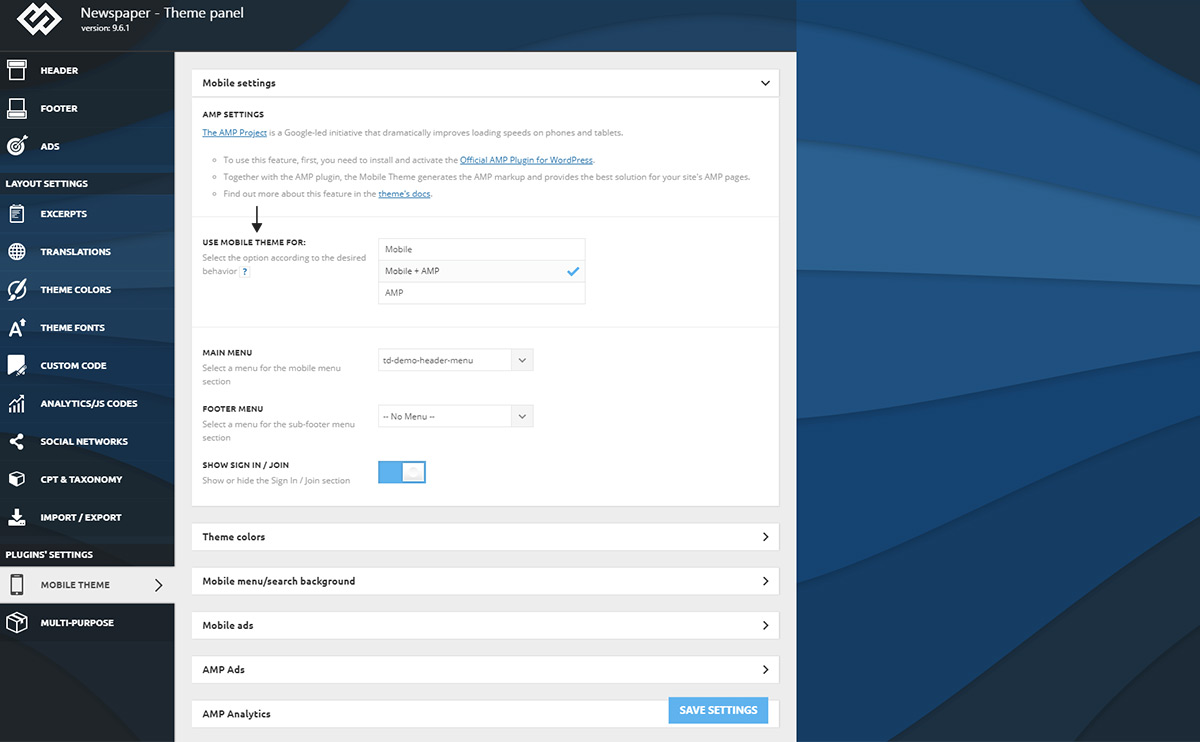 Newspaper - Theme panel
version: 9.6.1
HEADER
FOOTER
ADS
LAYOUT SETTINGS
EXCERPTS
TRANSLATIONS
THEME COLORS
THEME FONTS
CUSTOM CODE
ANALYTICS/JS CODES
SOCIAL NETWORKS
CPT & TAXONOMY
IMPORT / EXPORT
PLUGINS' SETTINGS
MOBILE THEME
MULTI-PURPOSE
Mobile settings
AMP SETTINGS
The AMP Project is a Google-led initiative that dramatically improves loading speeds on phones and tablets.
To use this feature, first, you need to install and activate the Official AMP Plugin for WordPress.
Together with the AMP plugin, the Mobile Theme generates the AMP markup and provides the best solution for your site's AMP pages.
Find out more about this feature in the theme's docs.
USE MOBILE THEME FOR:
Select the option according to the desired
behavior ?
Mobile
Mobile + AMP
AMP
MAIN MENU
Select a menu for the mobile menu
section
td-demo-header-menu
FOOTER MENU
Select a menu for the sub-footer menu
section
-- No Menu --
SHOW SIGN IN / JOIN
Show or hide the Sign In / Join section
Theme colors
Mobile menu/search background
Mobile ads
AMP Ads
AMP Analytics
SAVE SETTINGS